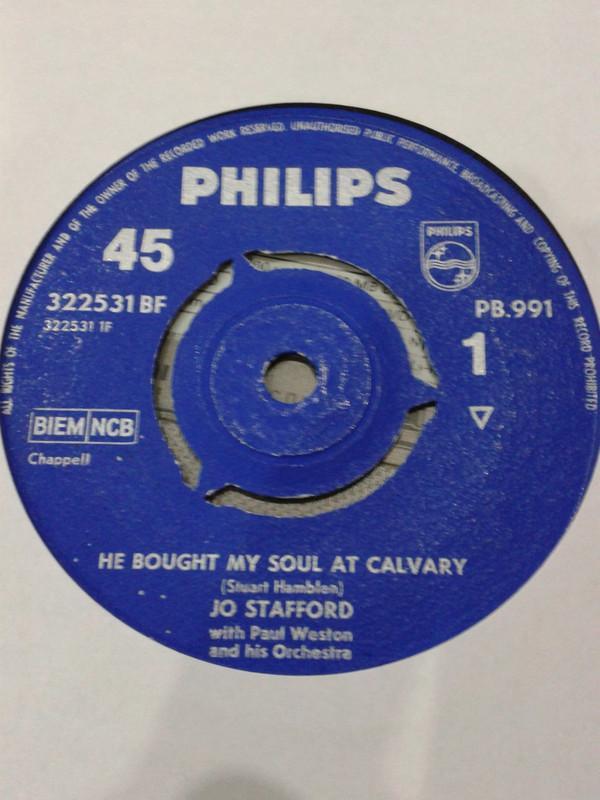 ALL RIGHTS OF THE MANUFACTURER AND OF THE OWNER OF THE RECORDED WORK RESERVED. UNAUTHORISED PUBLIC PERFORMANCE BROADCASTING AND COPYING OF THIS RECORD PROHIBITED
PHILIPS
45
PHILIPS
322531 BF
322531 1F
PB.991
1
BIEM NCB
Chappell
HE BOUGHT MY SOUL AT CALVARY
(Stuart Hamblen)
JO STAFFORD
with Paul Weston
and his Orchestra